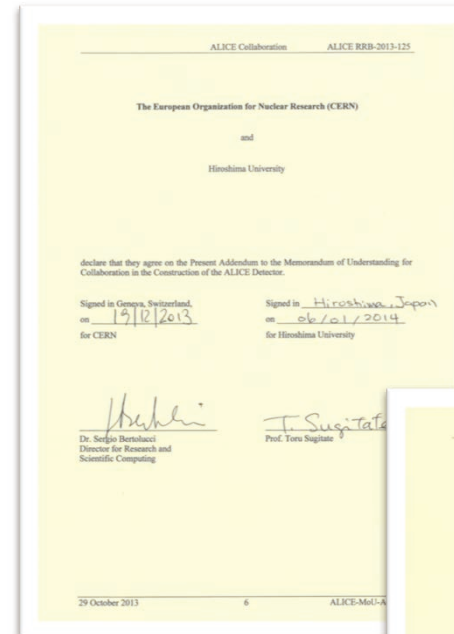 ALICE Collaboration ALICE RRB-2013-125
The European Organization for Nuclear Research (CERN)
and
Hiroshima University
declare that they agree on the Present Addendum to the Memorandum of Understanding for
Collaboration in the Construction of the ALICE Detector.
Signed in Geneva, Switzerland, Signed in Hiroshima, Japan
on 19/12/2013 on 06/01/2014
for CERN for Hiroshima University
T. Sugitate
Dr. Sergio Bertolucci Prof. Toru Sugitate
Director for Research and
Scientific Computing
29 October 2013 6 ALICE-MoU-A